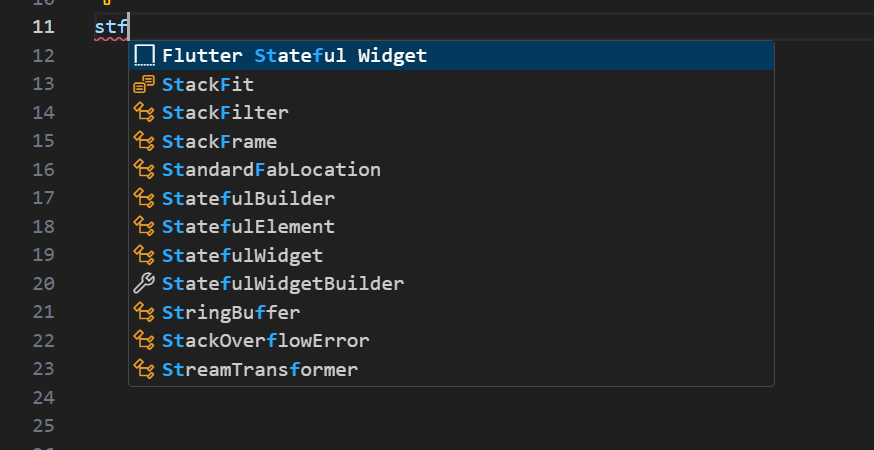 11 stf
12 Flutter Stateful Widget
13 StackFit
14 StackFilter
15 StackFrame
16 StandardFabLocation
17 StatefulBuilder
18 StatefulElement
19 StatefulWidget
20 StatefulWidgetBuilder
21 StringBuffer
22 StackOverflowError
23 StreamTransformer
24
25